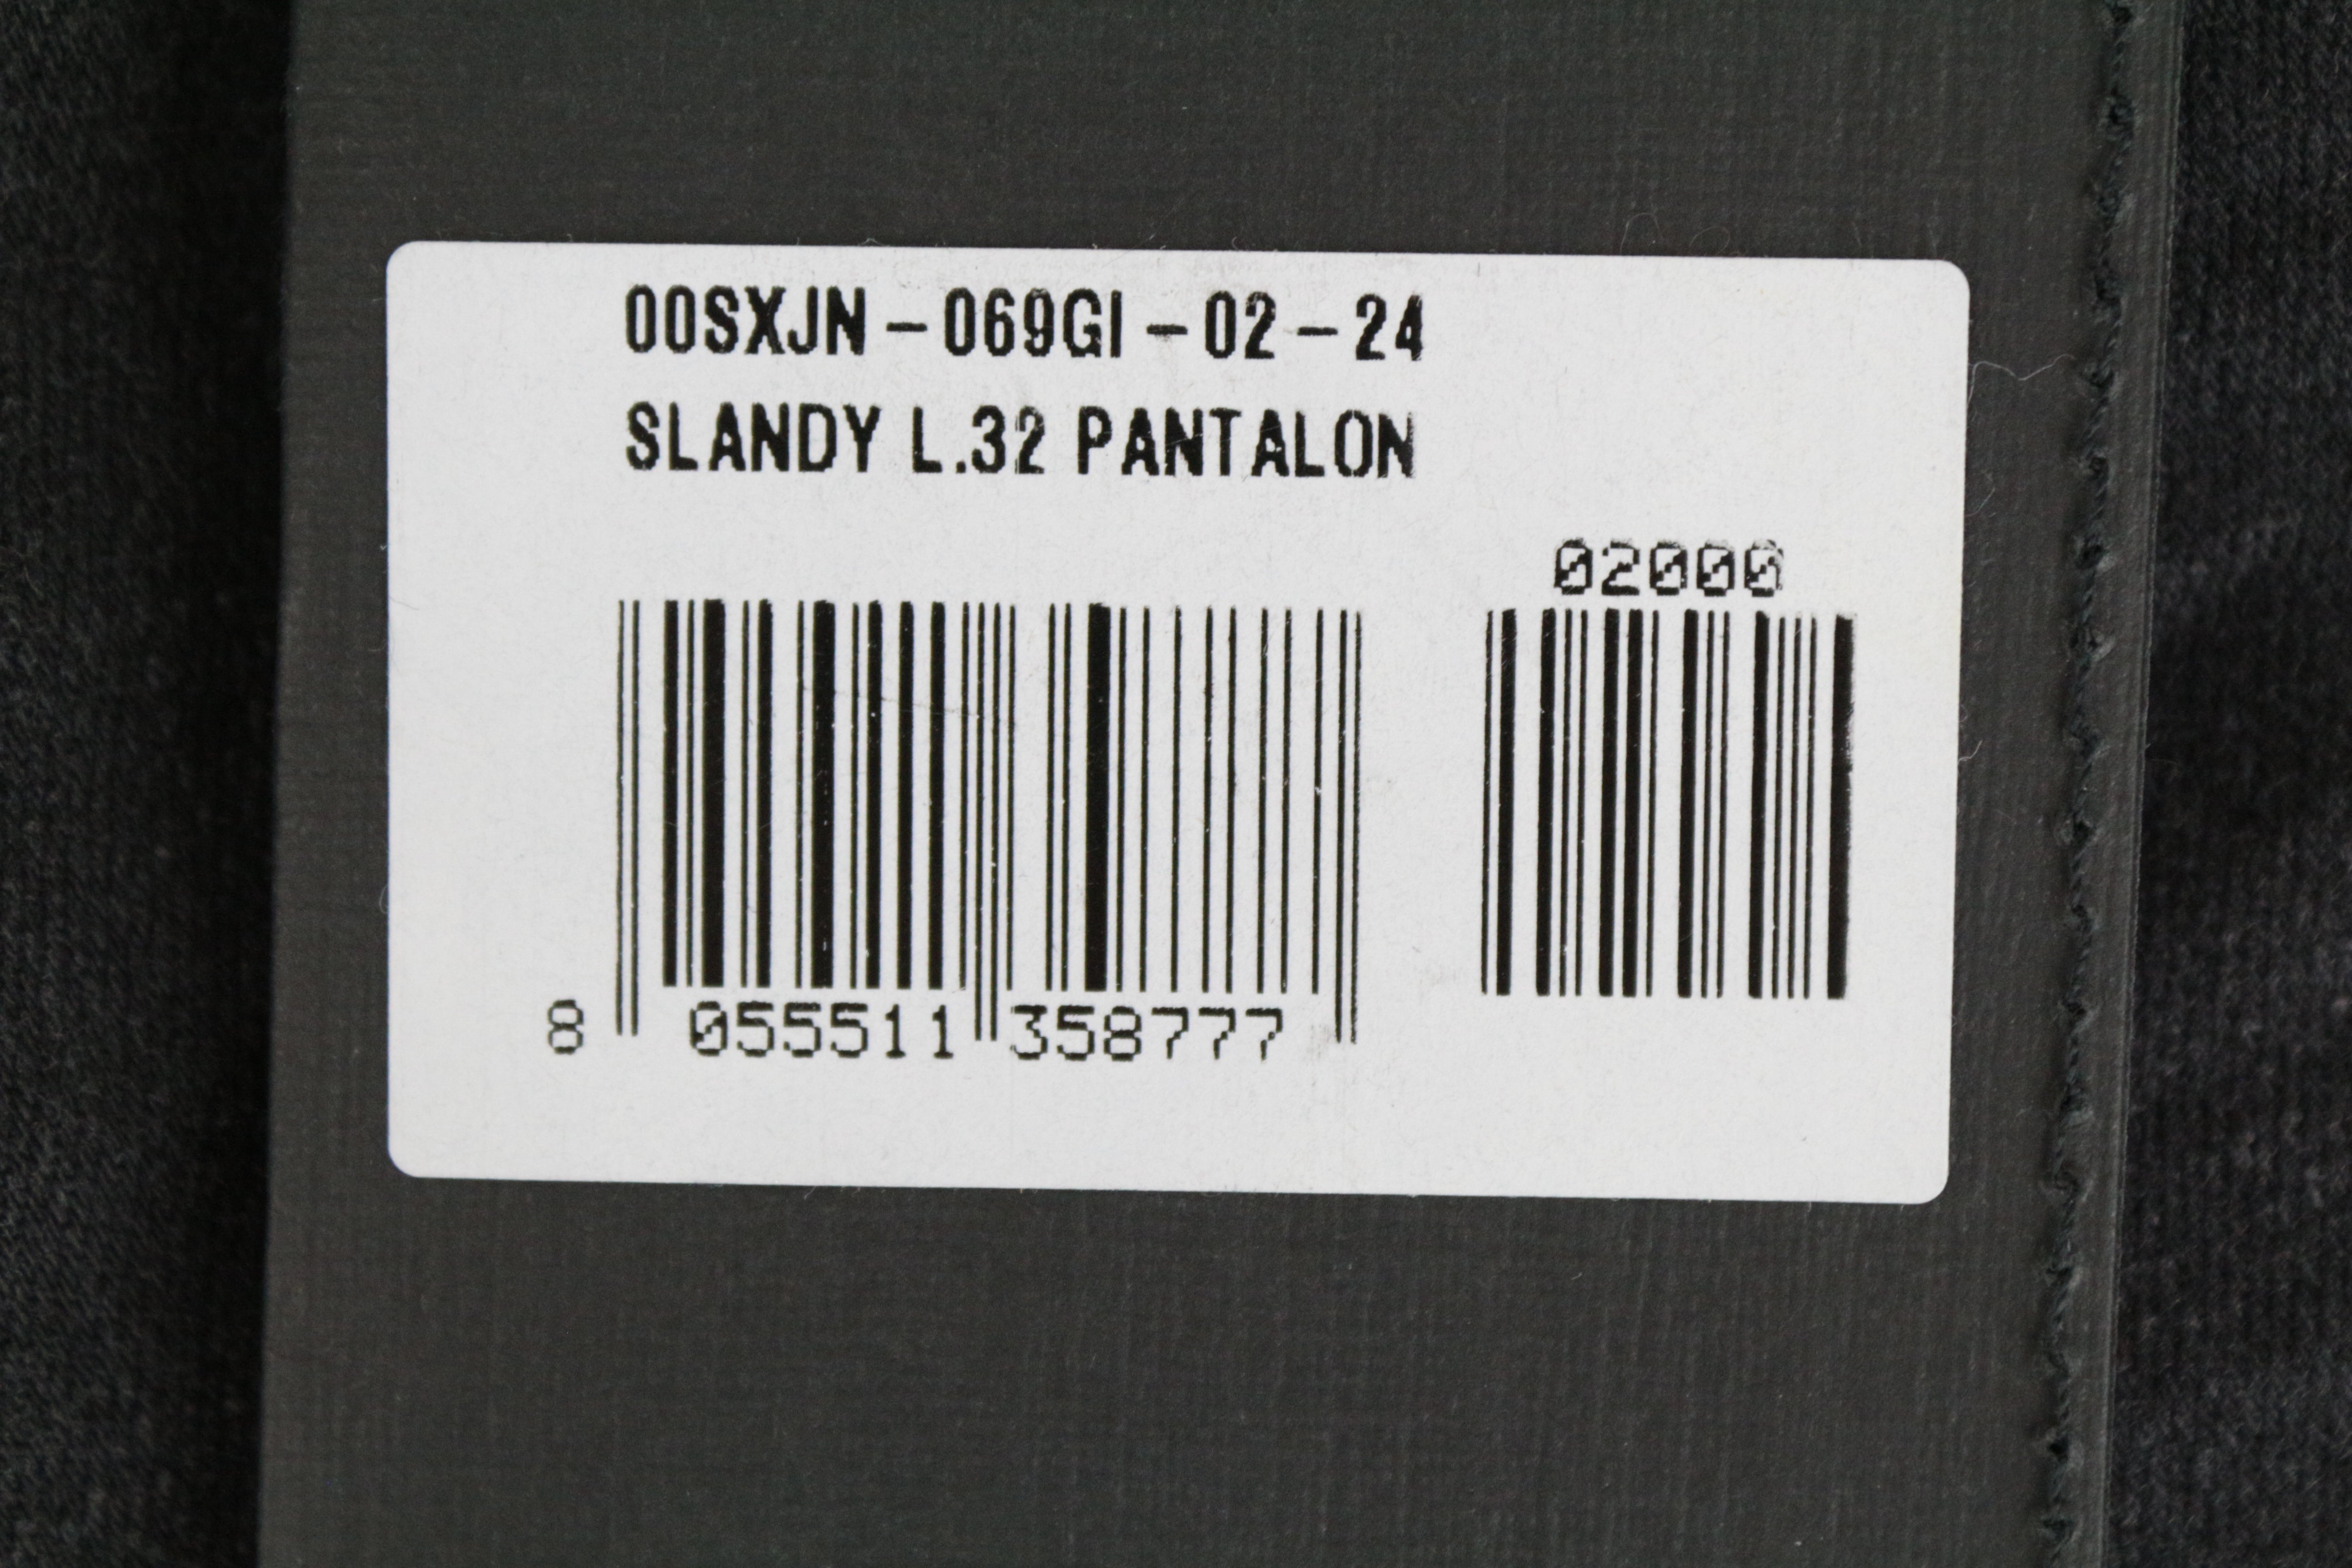 00SXJN-069GI-02-24
SLANDY L.32 PANTALON
02000
8 055511 358777